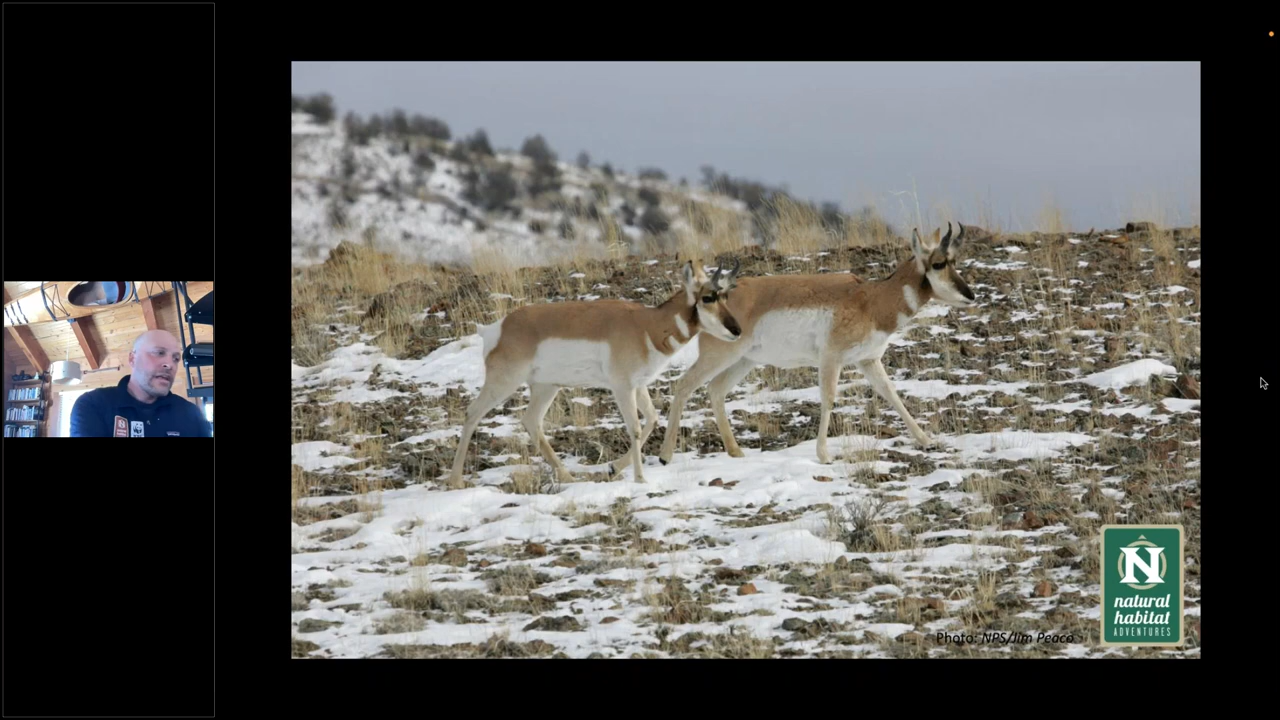 N
natural
habitat
ADVENTURES
Photo: NPS/Jim Peaco